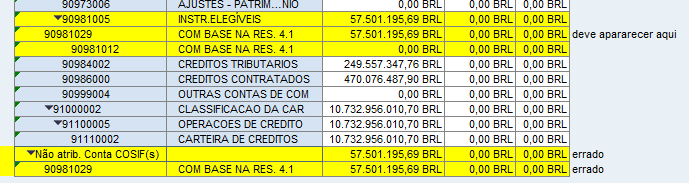 90973006 AJUSTES - PATRIM...NIO 0,00 BRL 0,00 BRL 0,00 BRL
90981005 INSTR.ELEGÍVEIS 57.501.195,69 BRL 0,00 BRL 0,00 BRL
90981029 COM BASE NA RES. 4.1 57.501.195,69 BRL 0,00 BRL 0,00 BRL deve apararecer aqui
90981012 COM BASE NA RES. 4.1 0,00 BRL 0,00 BRL 0,00 BRL
90984002 CREDITOS TRIBUTARIOS 249.557.347,76 BRL 0,00 BRL 0,00 BRL
90986000 CREDITOS CONTRATADOS 470.076.487,90 BRL 0,00 BRL 0,00 BRL
90999004 OUTRAS CONTAS DE COM 0,00 BRL 0,00 BRL 0,00 BRL
91000002 CLASSIFICACAO DA CAR 10.732.956.010,70 BRL 0,00 BRL 0,00 BRL
91100005 OPERACOES DE CREDITO 10.732.956.010,70 BRL 0,00 BRL 0,00 BRL
91110002 CARTEIRA DE CREDITOS 10.732.956.010,70 BRL 0,00 BRL 0,00 BRL
Não atrib. Conta COSIF(s) 57.501.195,69 BRL 0,00 BRL 0,00 BRL errado
90981029 COM BASE NA RES. 4.1 57.501.195,69 BRL 0,00 BRL 0,00 BRL errado